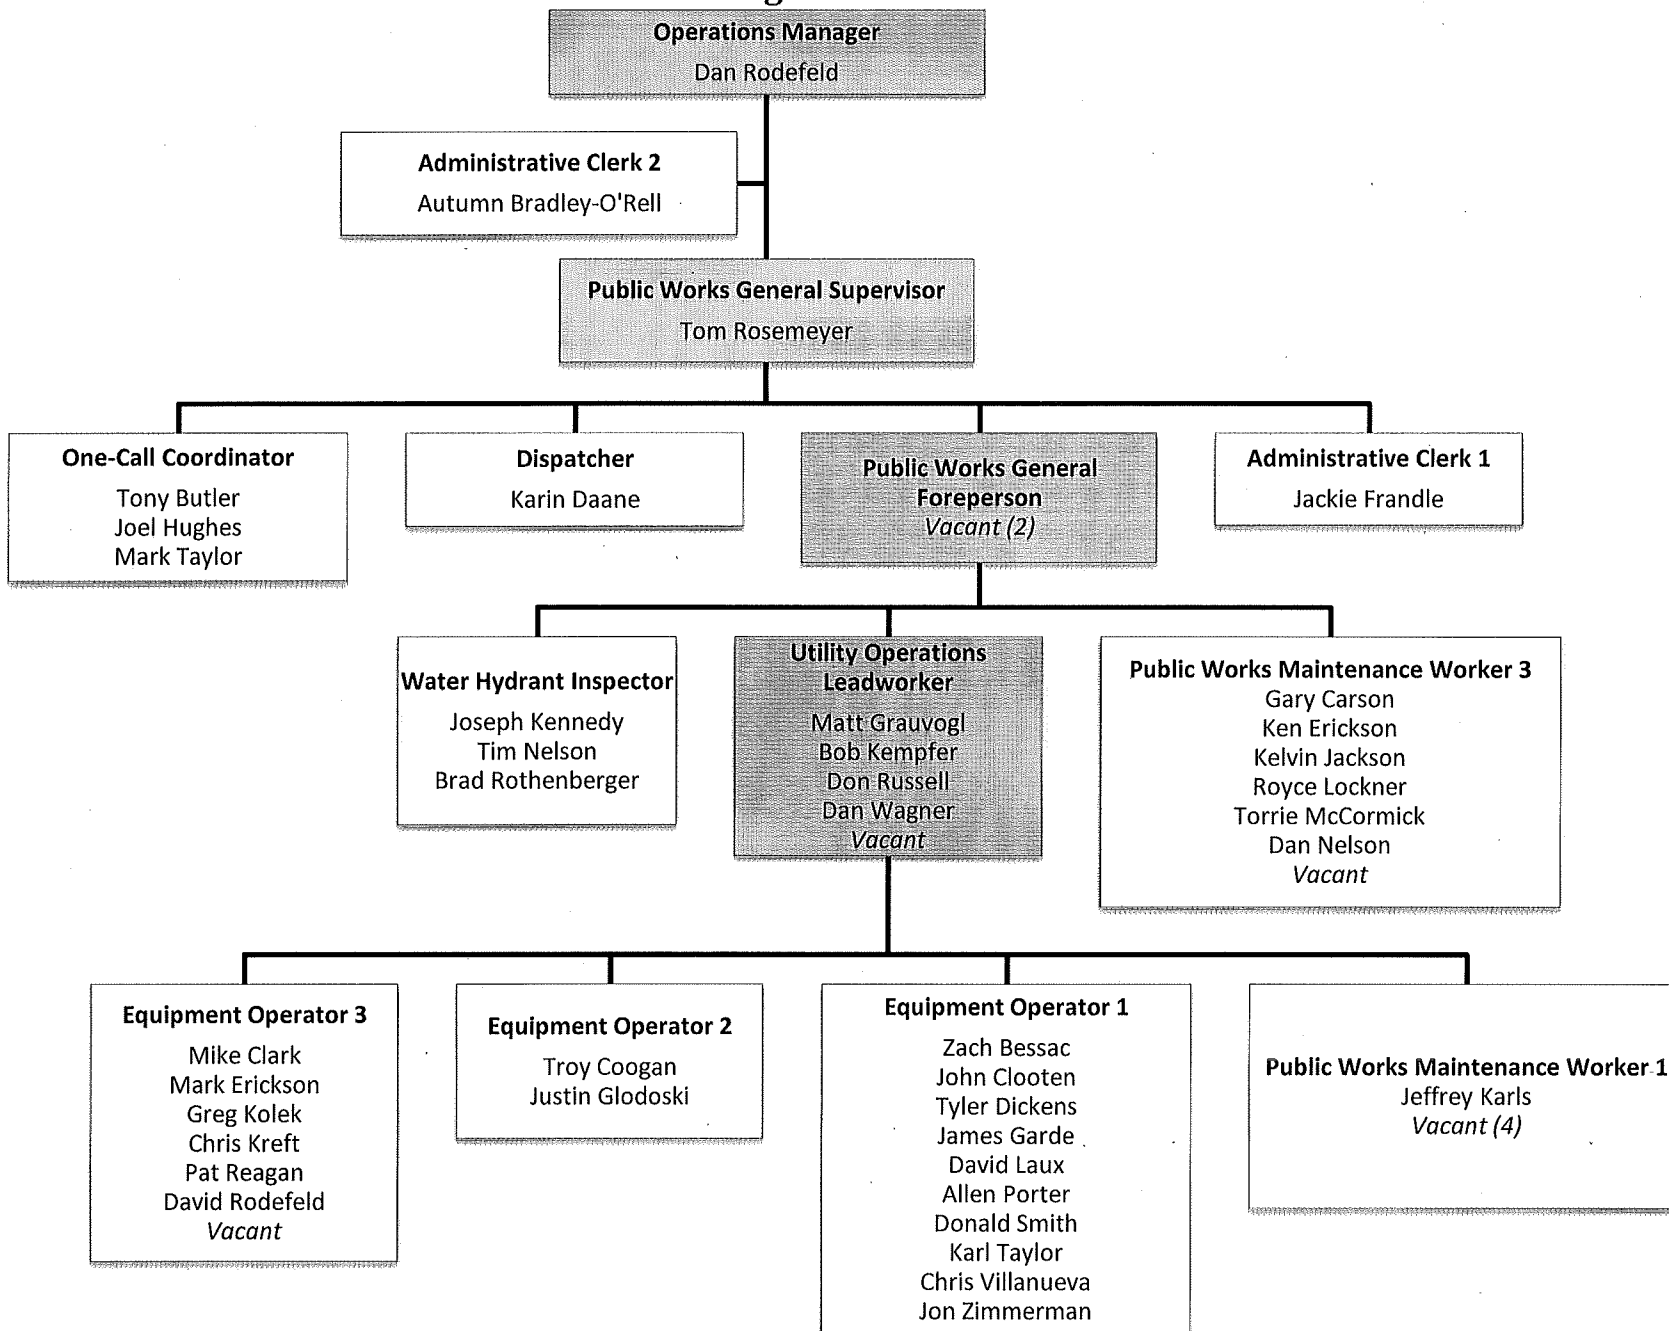 Operations Manager
Dan Rodefeld
Administrative Clerk 2
Autumn Bradley-O'Rell
Public Works General Supervisor
Tom Rosemeyer
One-Call Coordinator
Tony Butler
Joel Hughes
Mark Taylor
Dispatcher
Karin Daane
Public Works General
Foreperson
Vacant (2)
Administrative Clerk 1
Jackie Frandle
Water Hydrant Inspector
Joseph Kennedy
Tim Nelson
Brad Rothenberger
Utility Operations
Leadworker
Matt Grauvogl
Bob Kempfer
Don Russell
Dan Wagner
Vacant
Public Works Maintenance Worker 3
Gary Carson
Ken Erickson
Kelvin Jackson
Royce Lockner
Torrie McCormick
Dan Nelson
Vacant
Equipment Operator 3
Mike Clark
Mark Erickson
Greg Kolek
Chris Kreft
Pat Reagan
David Rodefeld
Vacant
Equipment Operator 2
Troy Coogan
Justin Glodoski
Equipment Operator 1
Zach Bessac
John Clooten
Tyler Dickens
James Garde
David Laux
Allen Porter
Donald Smith
Karl Taylor
Chris Villanueva
Jon Zimmerman
Public Works Maintenance Worker 1
Jeffrey Karls
Vacant (4)